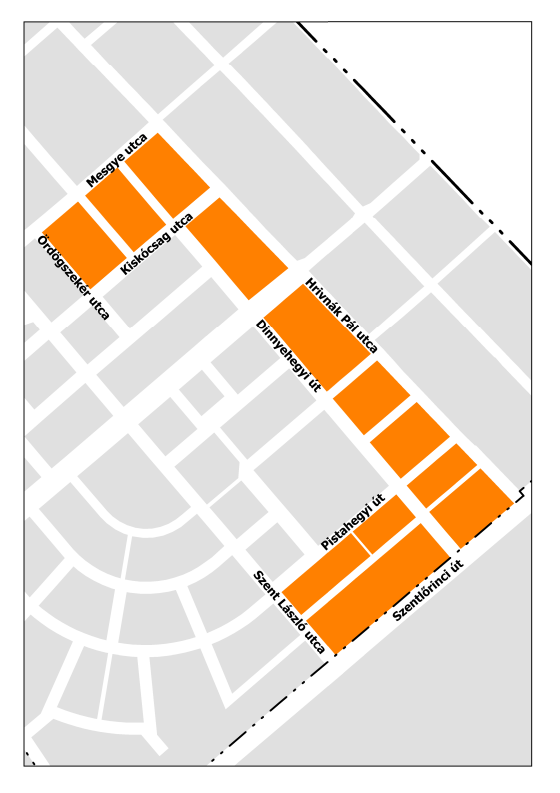 Mesgye utca
Kiskócsag utca
Ördögszekér utca
Hrivnák Pál utca
Dinnyehegyi út
Pistahegyi út
Szent László utca
Szentlőrinci út